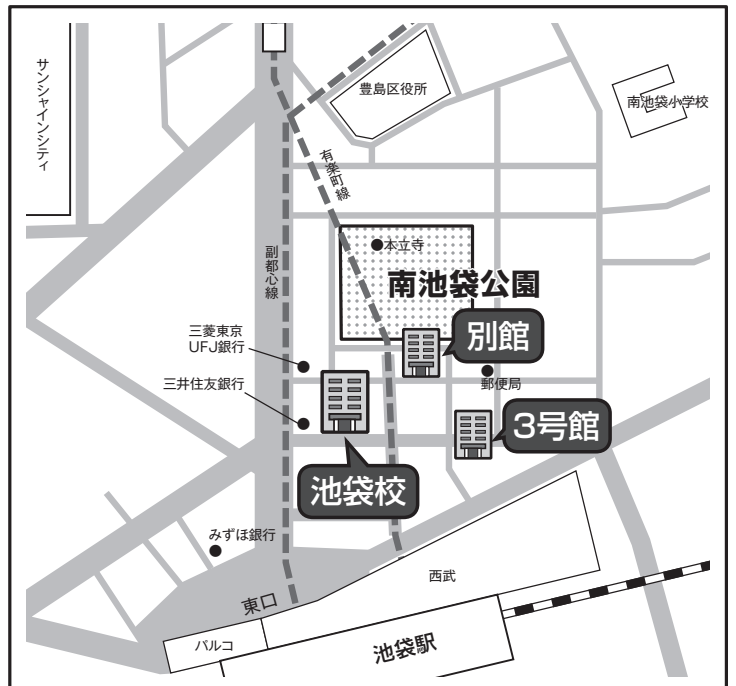 サンシャインシティ
豊島区役所
南池袋小学校
有楽町線
本立寺
副都心線
南池袋公園
三菱東京
UFJ銀行
別館
郵便局
三井住友銀行
3号館
池袋校
みずほ銀行
西武
東口
パルコ
池袋駅